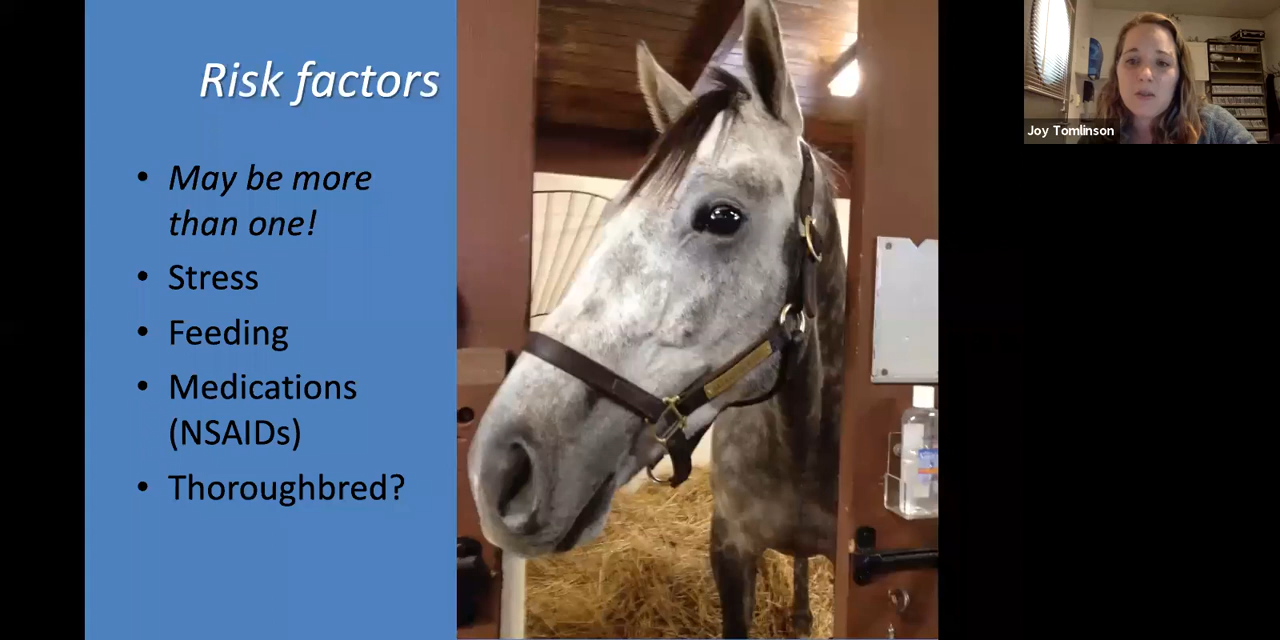 Risk factors
• May be more
than one!
• Stress
• Feeding
• Medications
(NSAIDs)
• Thoroughbred?
Joy Tomlinson